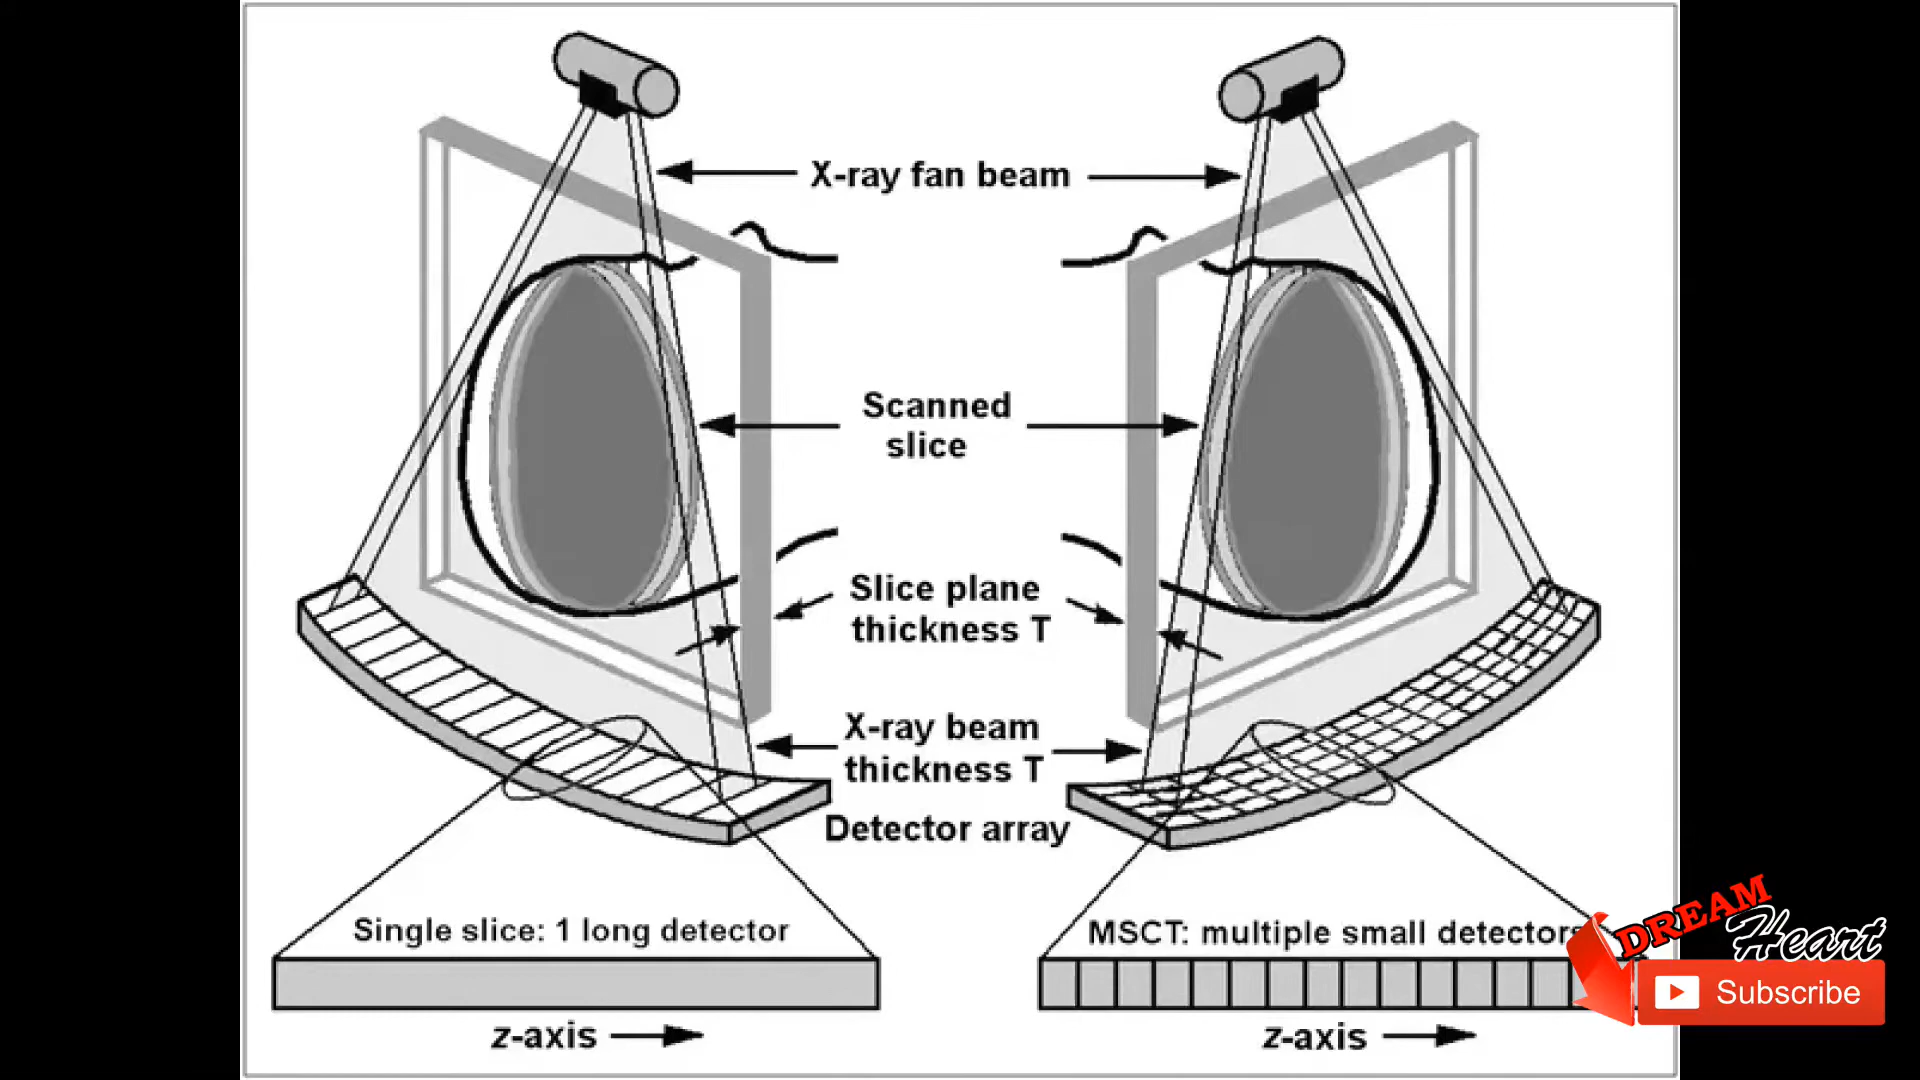 X-ray fan beam
Scanned
slice
Slice plane
thickness T
X-ray beam
thickness T
Detector array
Single slice: 1 long detector
MSCT: multiple small detectors
z-axis
z-axis
DREAM
Heart
Subscribe